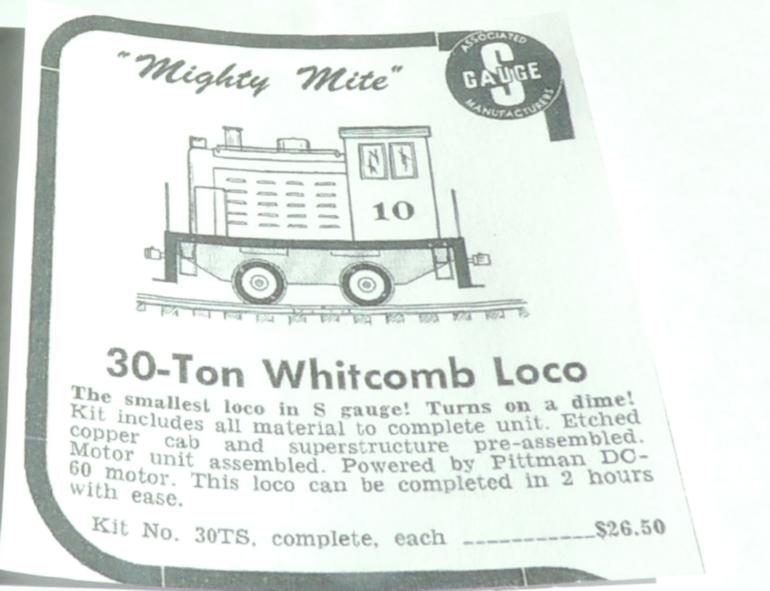 "Mighty Mite"
ASSOCIATED
S
GAUGE
MANUFACTURERS
10
30-Ton Whitcomb Loco
The smallest loco in S gauge! Turns on a dime!
Kit includes all material to complete unit. Etched
copper cab and superstructure pre-assembled.
Motor unit assembled. Powered by Pittman DC-
60 motor. This loco can be completed in 2 hours
with ease.
Kit No. 30TS, complete, each ___________$26.50